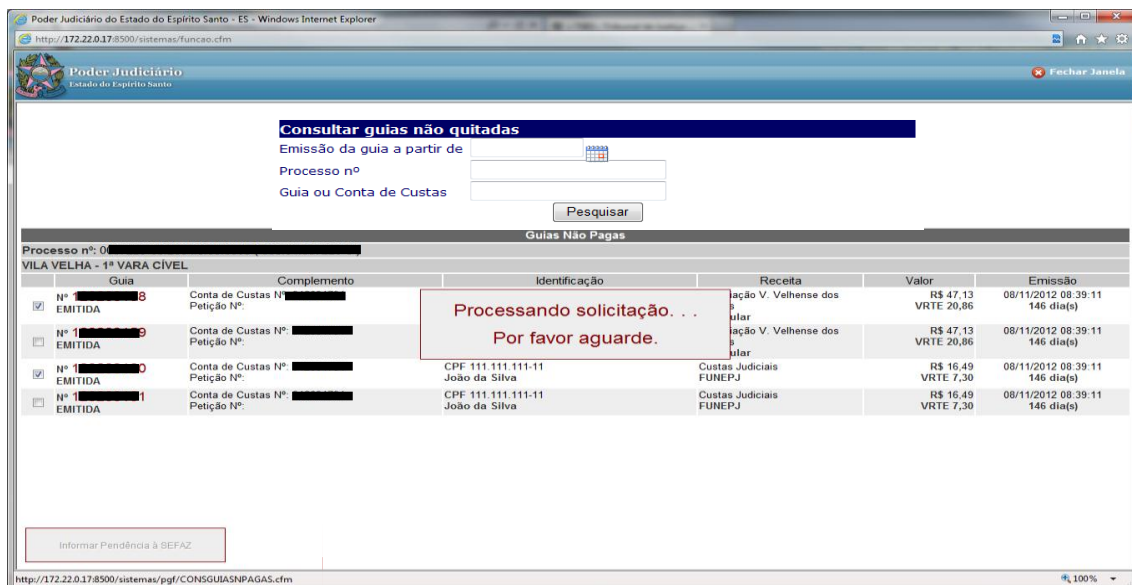 Poder Judiciário do Estado do Espírito Santo - ES - Windows Internet Explorer
http://172.22.0.17:8500/sistemas/funcao.cfm
Poder Judiciário
Estado do Espírito Santo
Fechar Janela
Consultar guias não quitadas
Emissão da guia a partir de
Processo nº
Guia ou Conta de Custas
Pesquisar
Guias Não Pagas
Processo nº: 0
VILA VELHA - 1ª VARA CÍVEL
Guia Complemento Identificação Receita Valor Emissão
Nº 1 8 Conta de Custas Nº V. Velhense dos R$ 47,13 08/11/2012 08:39:11
EMITIDA Petição Nº: VRTE 20,86 146 dia(s)
Nº 1 9 Conta de Custas Nº: V. Velhense dos R$ 47,13 08/11/2012 08:39:11
EMITIDA Petição Nº: VRTE 20,86 146 dia(s)
Processando solicitação. . .
Por favor aguarde.
Nº 1 0 Conta de Custas Nº: CPF 111.111.111-11 Custas Judiciais R$ 16,49 08/11/2012 08:39:11
EMITIDA Petição Nº: João da Silva FUNEPJ VRTE 7,30 146 dia(s)
Nº 1 1 Conta de Custas Nº: CPF 111.111.111-11 Custas Judiciais R$ 16,49 08/11/2012 08:39:11
EMITIDA Petição Nº: João da Silva FUNEPJ VRTE 7,30 146 dia(s)
Informar Pendência à SEFAZ
http://172.22.0.17:8500/sistemas/pgf/CONSGUIASNPAGAS.cfm
100%